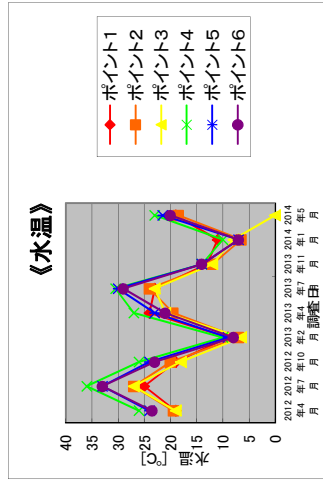 《水温》
水温[℃]
40
35
30
25
20
15
10
5
0
2012年4月
2012年7月
2012年10月
2013年2月
2013年4月
2013年7月
2013年11月
2014年1月
2014年5月
調査日
ポイント1
ポイント2
ポイント3
ポイント4
ポイント5
ポイント6